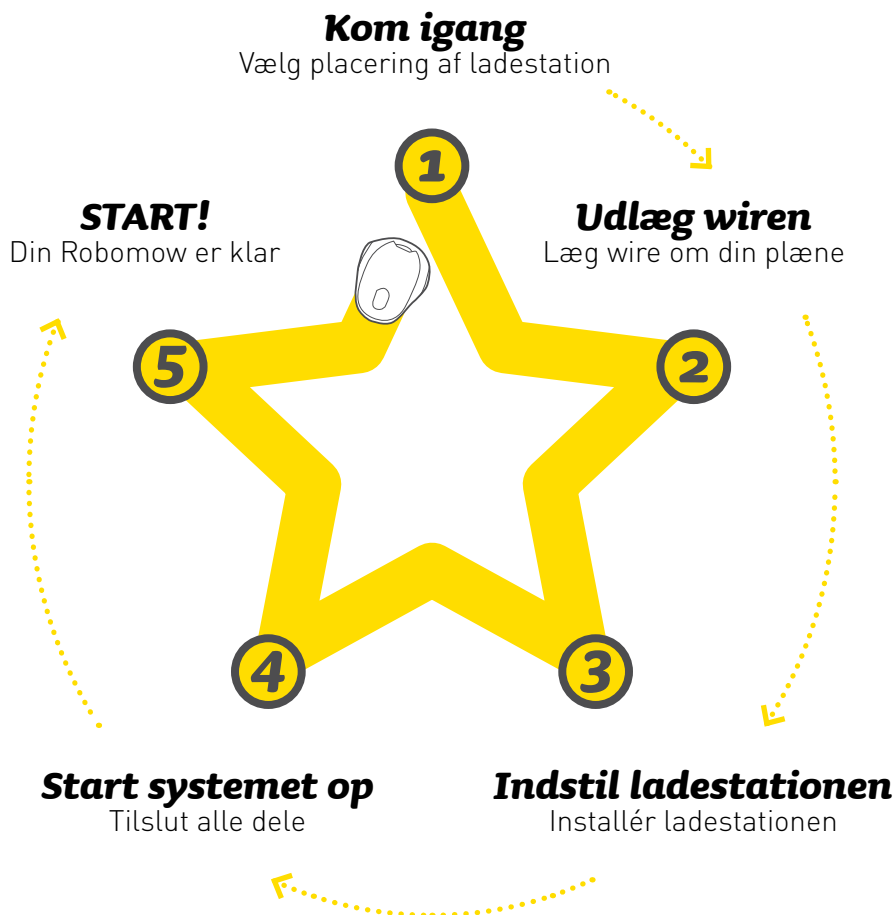 Kom igang
Vælg placering af ladestation
1
Udlæg wiren
Læg wire om din plæne
2
Indstil ladestationen
Installér ladestationen
3
Start systemet op
Tilslut alle dele
4
START!
Din Robomow er klar
5